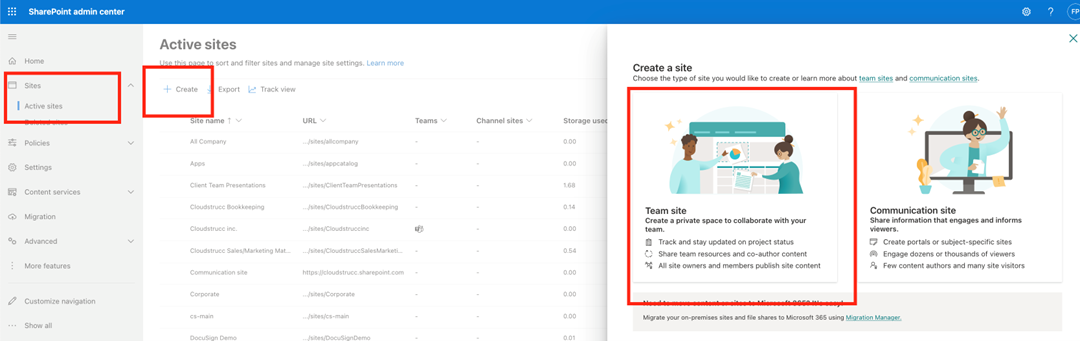 SharePoint admin center
?
FP
Home
Sites
Active sites
Deleted sites
Policies
Settings
Content services
Migration
Advanced
More features
Customize navigation
Show all
Active sites
Use this page to sort and filter sites and manage site settings. Learn more
Create Export Track view
Site name URL Teams Channel sites Storage used
All Company .../sites/allcompany - - 0.00
Apps .../sites/appcatalog - - 0.00
Client Team Presentations .../sites/ClientTeamPresentations - - 1.68
Cloudstrucc Bookkeeping .../sites/CloudstruccBookkeeping - - 0.14
Cloudstrucc inc. .../sites/Cloudstruccinc - 0.00
Cloudstrucc Sales/Marketing Mat... .../sites/CloudstruccSalesMarketi... - - 0.54
Communication site https://cloudstrucc.sharepoint.com - - 0.00
Corporate .../sites/Corporate - - 0.00
cs-main .../sites/cs-main - - 0.00
DocuSign Demo .../sites/DocuSignDemo - - 0.01
Create a site
Choose the type of site you would like to create or learn more about team sites and communication sites.
Team site
Create a private space to collaborate with your
team.
Track and stay updated on project status
Share team resources and co-author content
All site owners and members publish site content
Communication site
Share information that engages and informs
viewers.
Create portals or subject-specific sites
Engage dozens or thousands of viewers
Few content authors and many site visitors
Need to move content or sites to Microsoft 365? It's easy!
Migrate your on-premises sites and file shares to Microsoft 365 using Migration Manager.